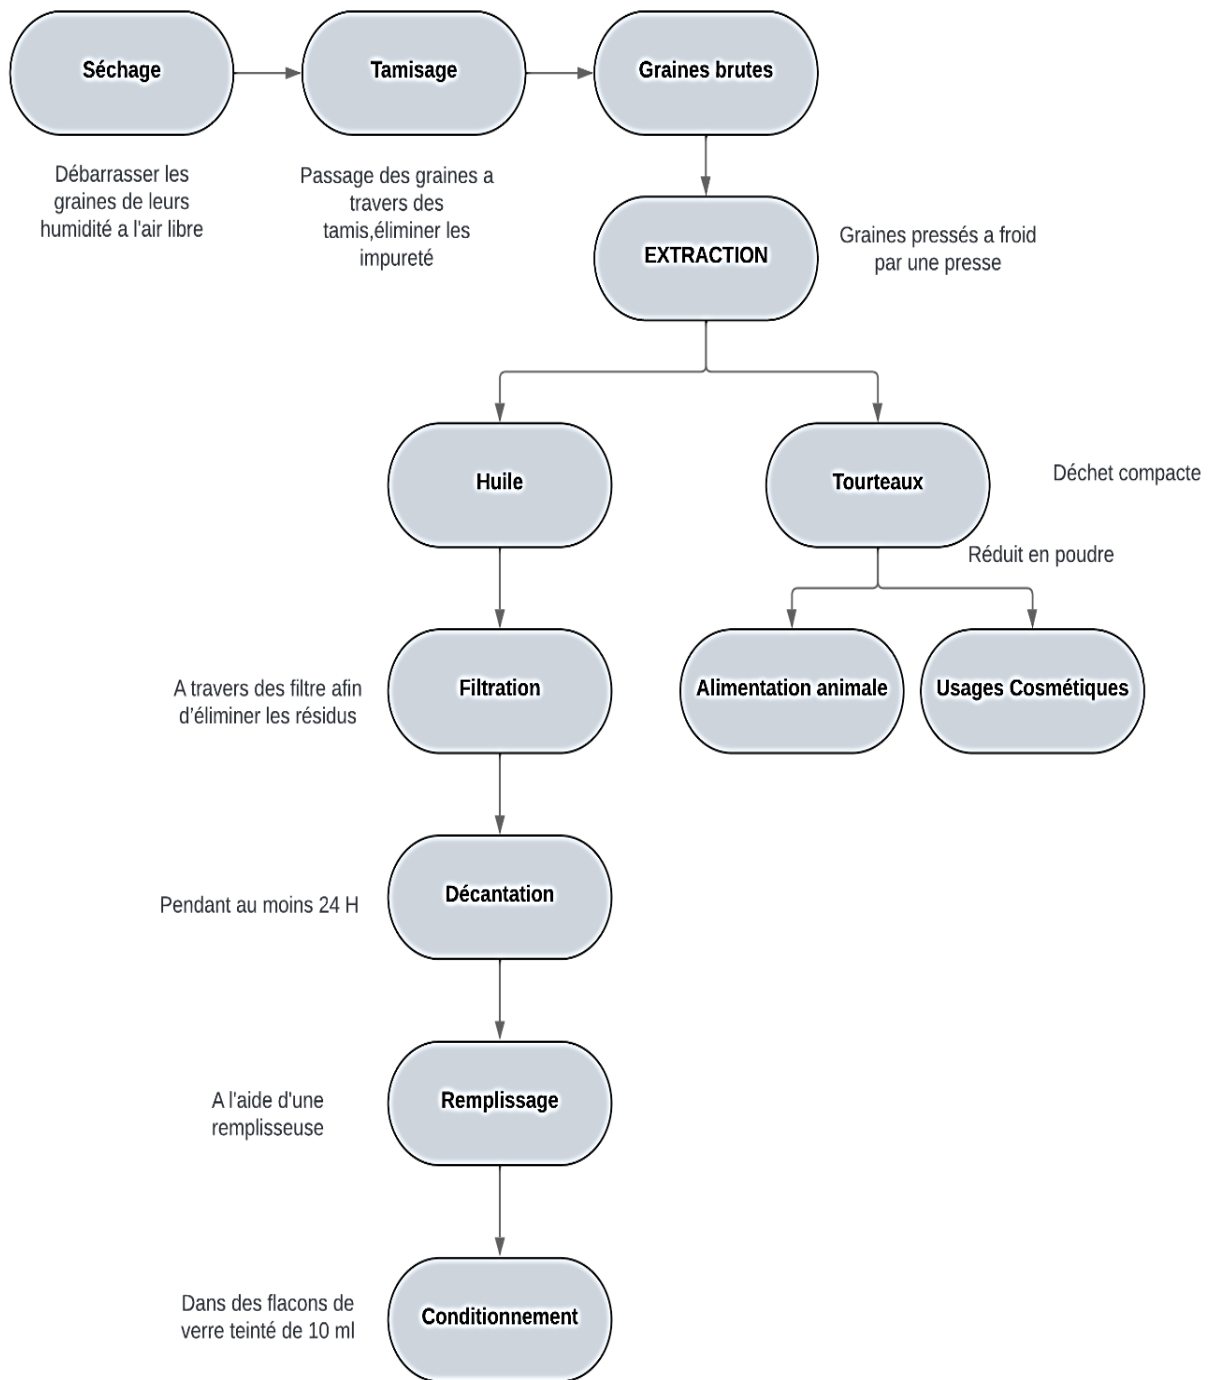 Séchage
Tamisage
Graines brutes
Débarrasser les
graines de leurs
humidité a l'air libre
Passage des graines a
travers des
tamis,éliminer les
impureté
EXTRACTION
Graines pressés a froid
par une presse
Huile
Tourteaux
Déchet compacte
Réduit en poudre
A travers des filtre afin
d'éliminer les résidus
Filtration
Alimentation animale
Usages Cosmétiques
Pendant au moins 24 H
Décantation
A l'aide d'une
remplisseuse
Remplissage
Dans des flacons de
verre teinté de 10 ml
Conditionnement